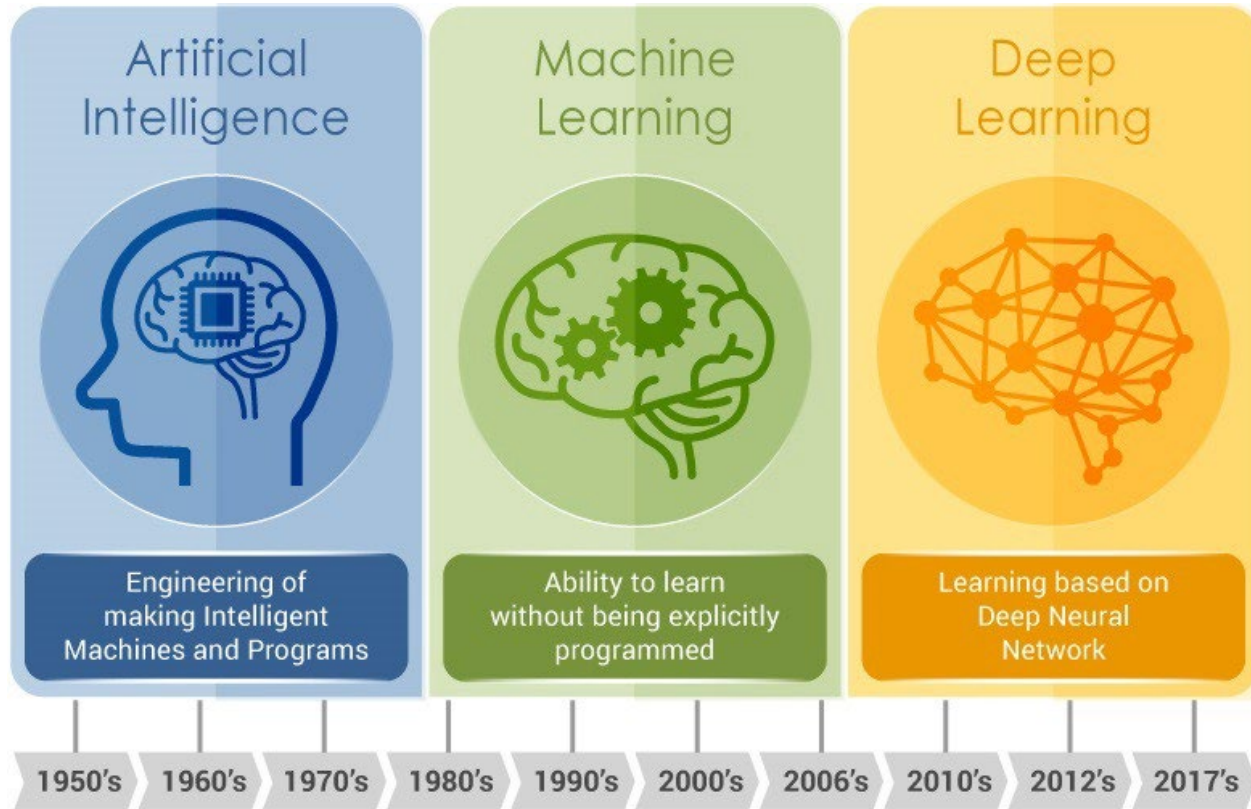 Artificial
Intelligence
Engineering of
making Intelligent
Machines and Programs
Machine
Learning
Ability to learn
without being explicitly
programmed
Deep
Learning
Learning based on
Deep Neural
Network
1950's 1960's 1970's 1980's 1990's 2000's 2006's 2010's 2012's 2017's